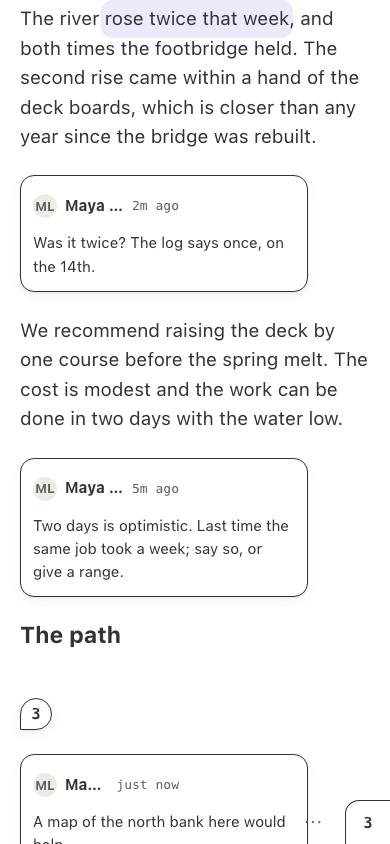 The river rose twice that week, and
both times the footbridge held. The
second rise came within a hand of the
deck boards, which is closer than any
year since the bridge was rebuilt.
ML Maya ... 2m ago
Was it twice? The log says once, on
the 14th.
We recommend raising the deck by
one course before the spring melt. The
cost is modest and the work can be
done in two days with the water low.
ML Maya ... 5m ago
Two days is optimistic. Last time the
same job took a week; say so, or
give a range.
The path
3
ML Ma... just now
A map of the north bank here would
... 3